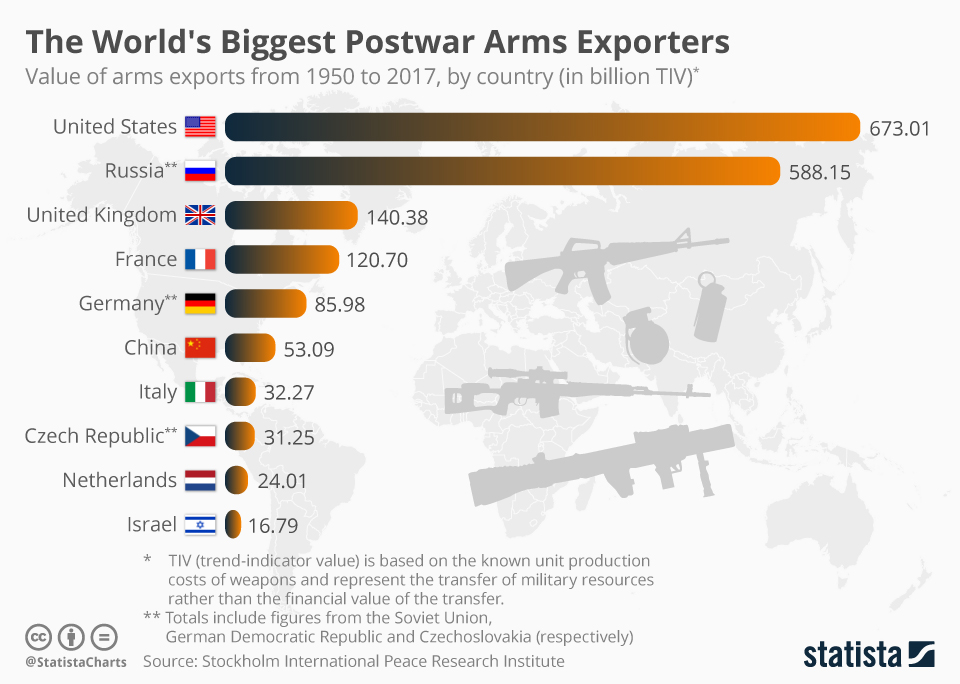 The World's Biggest Postwar Arms Exporters
Value of arms exports from 1950 to 2017, by country (in billion TIV)*
United States 673.01
Russia** 588.15
United Kingdom 140.38
France 120.70
Germany** 85.98
China 53.09
Italy 32.27
Czech Republic** 31.25
Netherlands 24.01
Israel 16.79
* TIV (trend-indicator value) is based on the known unit production
costs of weapons and represent the transfer of military resources
rather than the financial value of the transfer.
** Totals include figures from the Soviet Union,
German Democratic Republic and Czechoslovakia (respectively)
@StatistaCharts Source: Stockholm International Peace Research Institute
cc
statista